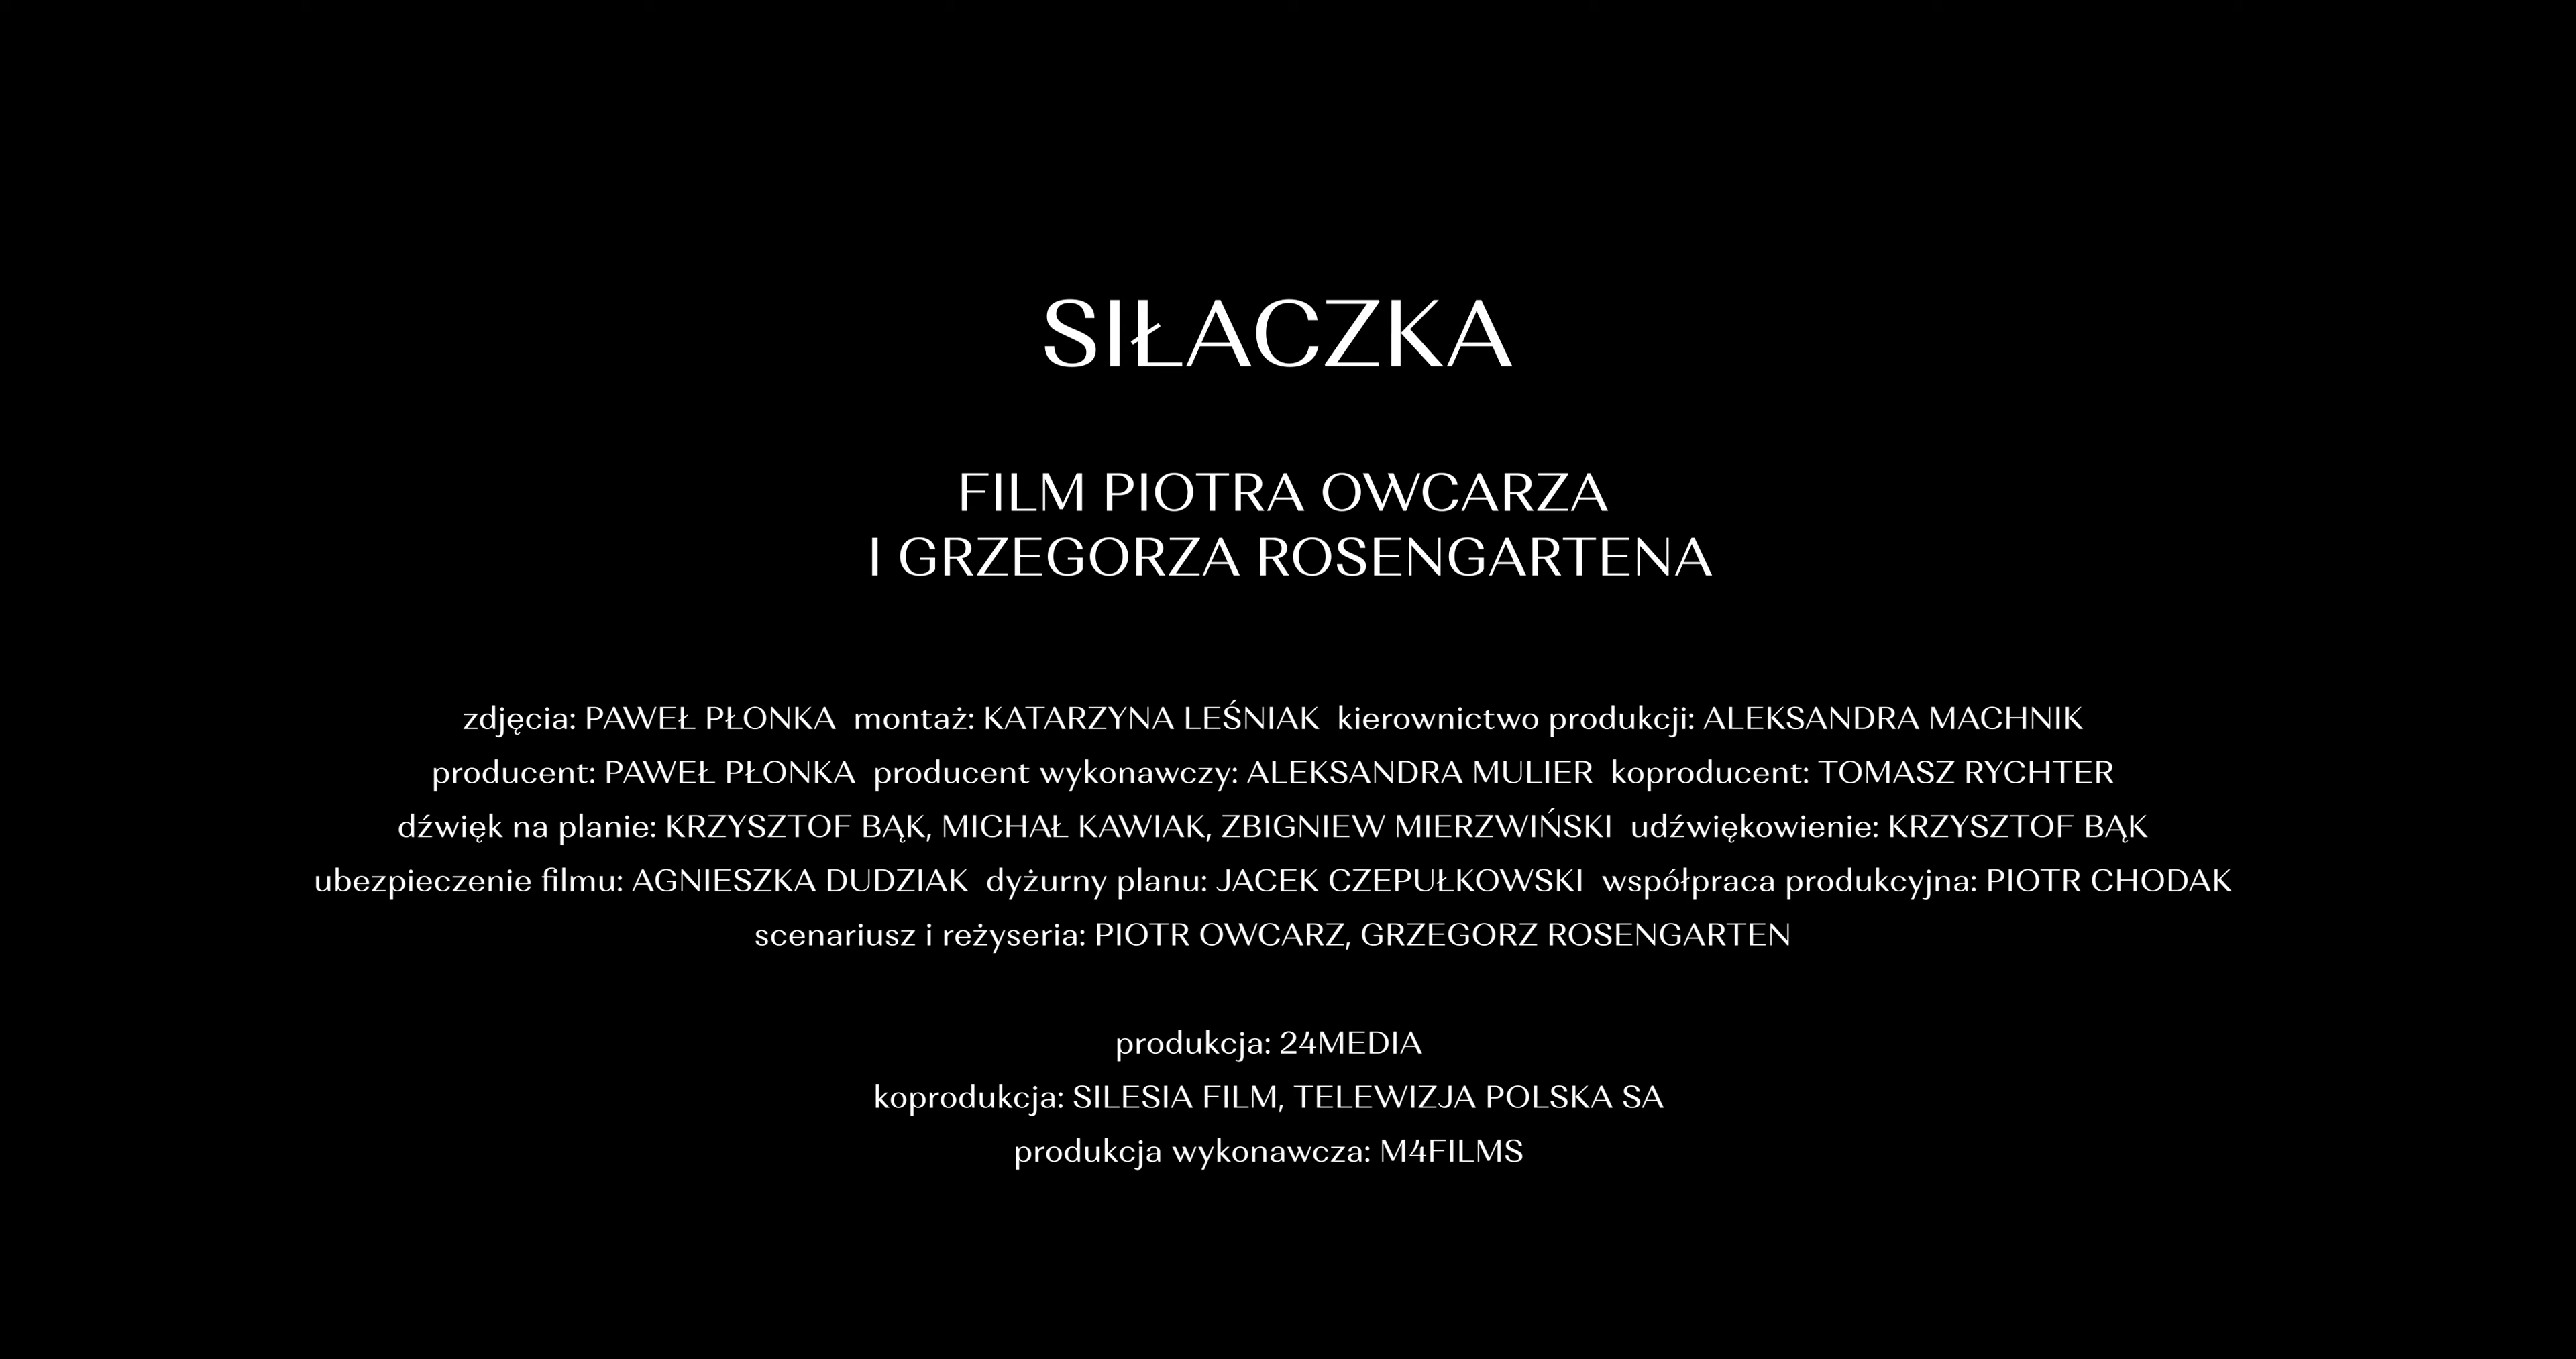 SIŁACZKA
FILM PIOTRA OWCARZA
I GRZEGORZA ROSENGARTENA
zdjęcia: PAWEŁ PŁONKA montaż: KATARZYNA LEŚNIAK kierownictwo produkcji: ALEKSANDRA MACHNIK
producent: PAWEŁ PŁONKA producent wykonawczy: ALEKSANDRA MULIER koproducent: TOMASZ RYCHTER
dźwięk na planie: KRZYSZTOF BĄK, MICHAŁ KAWIAK, ZBIGNIEW MIERZWIŃSKI udźwiękowienie: KRZYSZTOF BĄK
ubezpieczenie filmu: AGNIESZKA DUDZIAK dyżurny planu: JACEK CZEPUŁKOWSKI współpraca produkcyjna: PIOTR CHODAK
scenariusz i reżyseria: PIOTR OWCARZ, GRZEGORZ ROSENGARTEN
produkcja: 24MEDIA
koprodukcja: SILESIA FILM, TELEWIZJA POLSKA SA
produkcja wykonawcza: M4FILMS